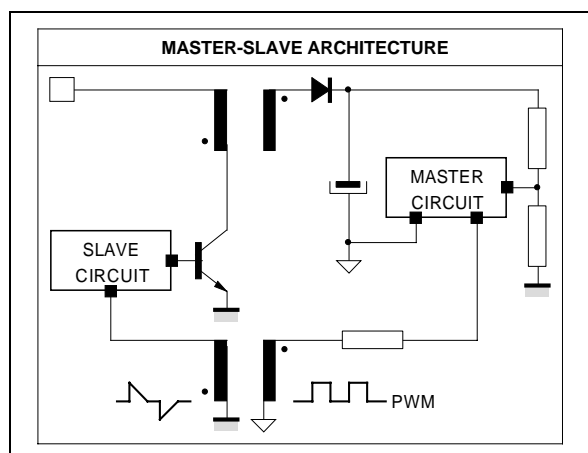 MASTER-SLAVE ARCHITECTURE
MASTER
CIRCUIT
SLAVE
CIRCUIT
PWM